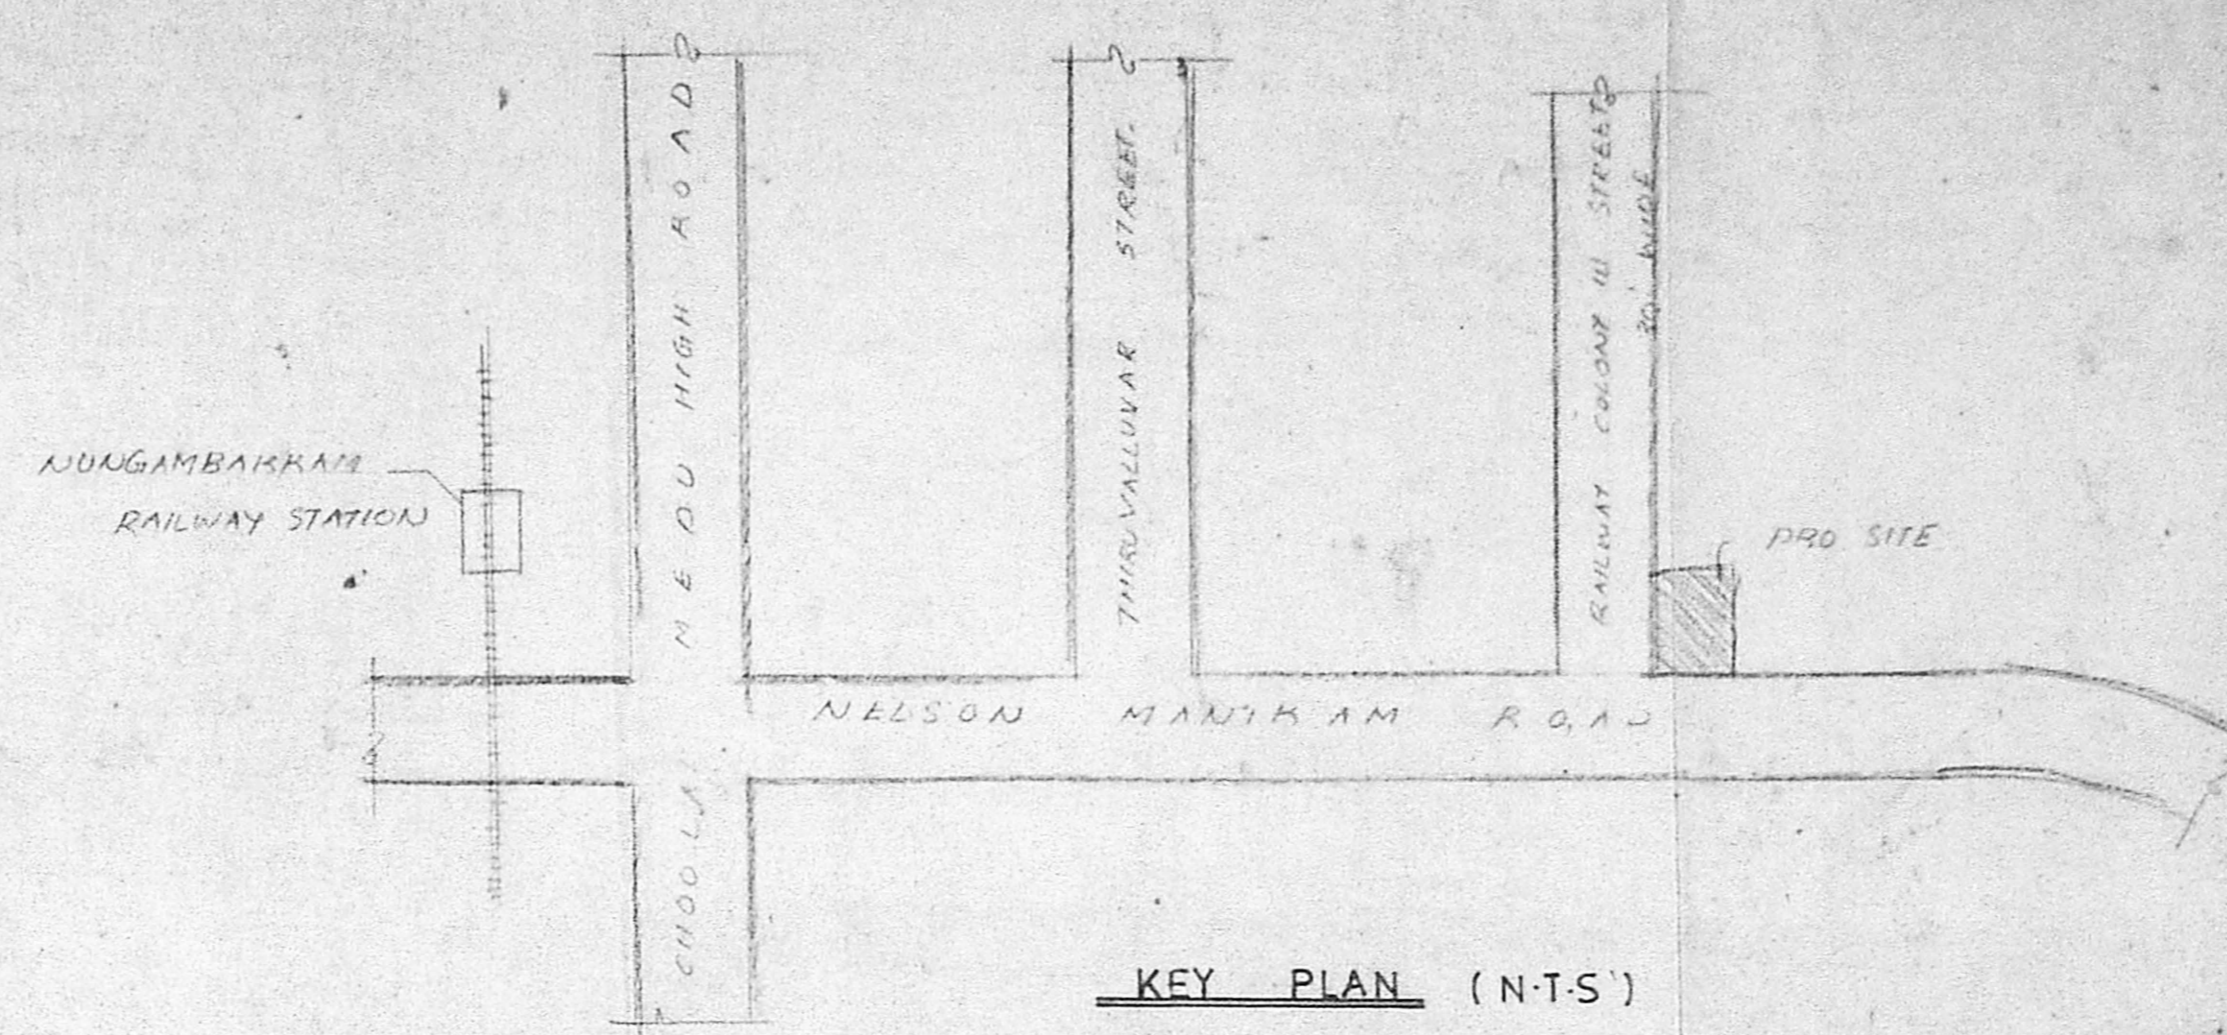 CHOOLAI MEDU HIGH ROAD
THIRUVALLUVAR STREET.
RAILWAY COLONY III STREET
30' WIDE
NUNGAMBAKKAM
RAILWAY STATION
PRO SITE
NELSON MANIKAM ROAD
KEY PLAN (N.T.S)